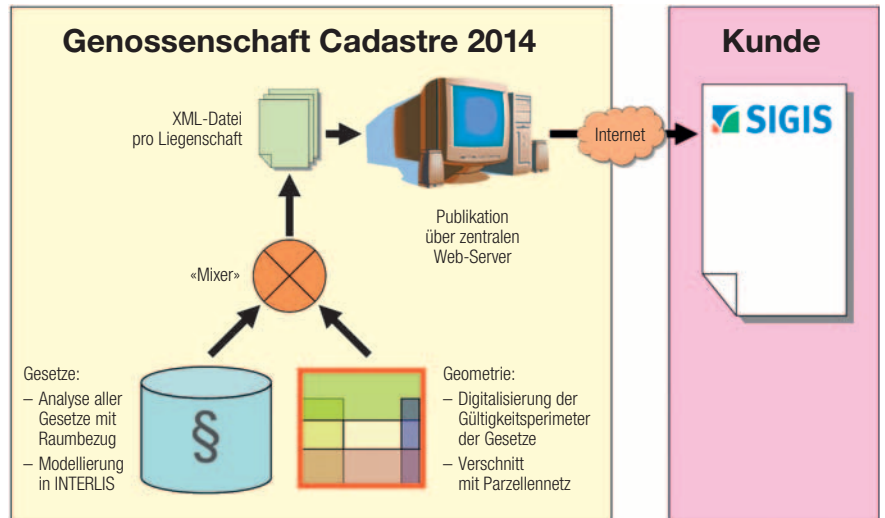 Genossenschaft Cadastre 2014
Kunde
XML-Datei
pro Liegenschaft
Internet
SIGIS
Publikation
über zentralen
Web-Server
«Mixer»
Gesetze:
– Analyse aller
Gesetze mit
Raumbezug
– Modellierung
in INTERLIS
§
Geometrie:
– Digitalisierung der
Gültigkeitsperimeter
der Gesetze
– Verschnitt
mit Parzellennetz